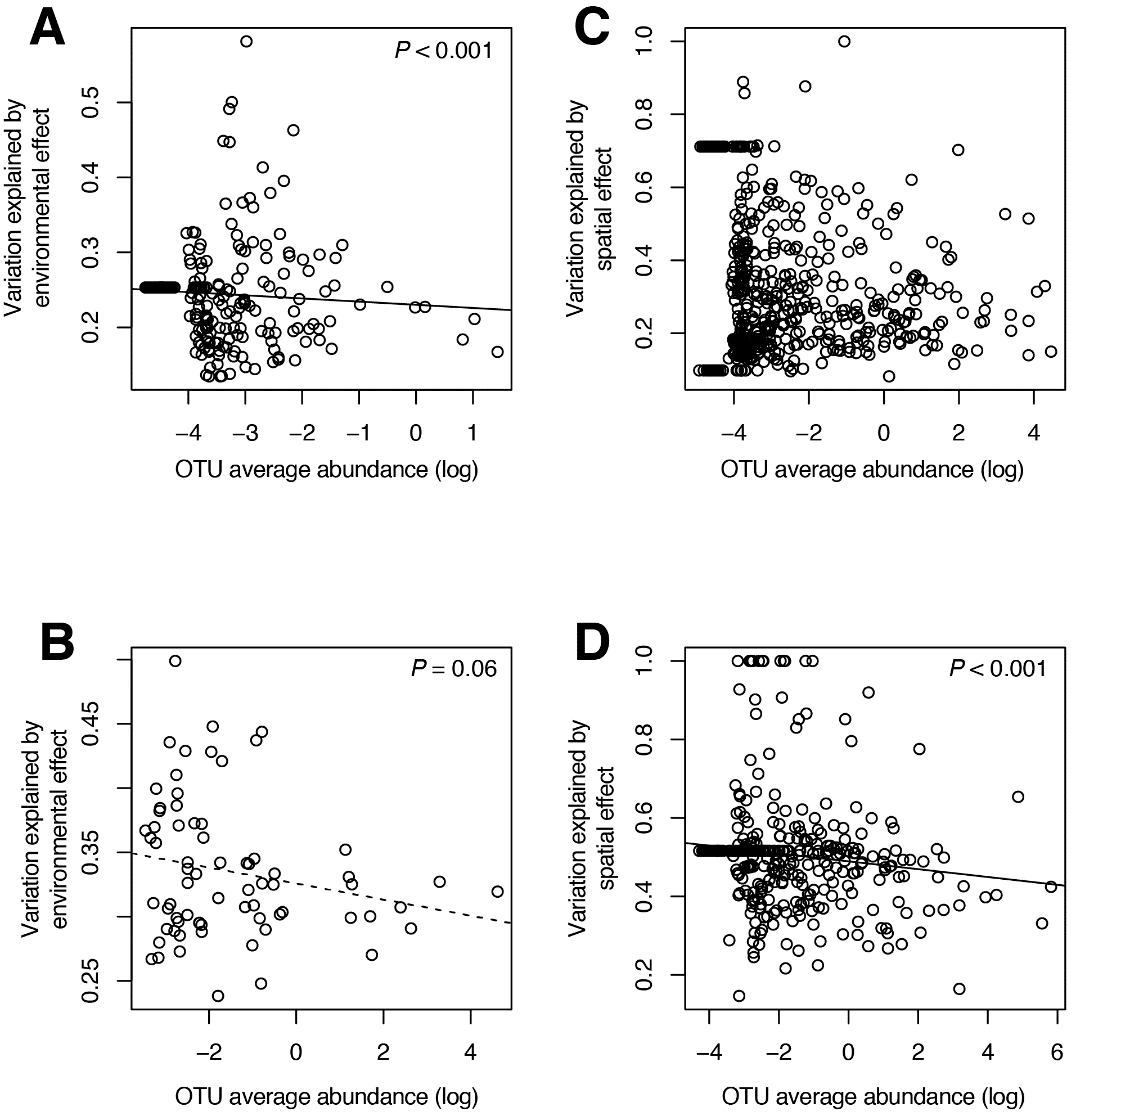 A
P < 0.001
Variation explained by
environmental effect
0.5
0.4
0.3
0.2
−4 −3 −2 −1 0 1
OTU average abundance (log)
C
Variation explained by
spatial effect
1.0
0.8
0.6
0.4
0.2
−4 −2 0 2 4
OTU average abundance (log)
B
P = 0.06
Variation explained by
environmental effect
0.45
0.35
0.25
−2 0 2 4
OTU average abundance (log)
D
P < 0.001
Variation explained by
spatial effect
1.0
0.8
0.6
0.4
0.2
−4 −2 0 2 4 6
OTU average abundance (log)